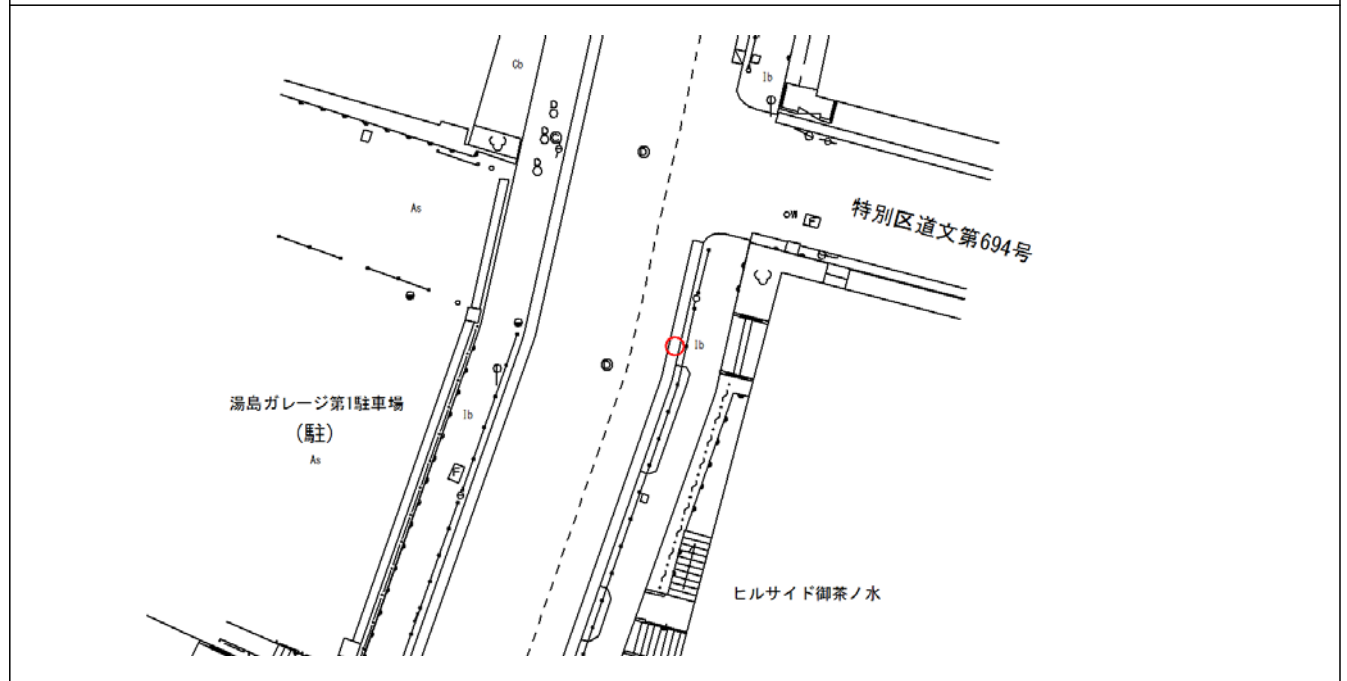 Cb
Ib
D
D
D
As
W
F
特別区道文第694号
Ib
湯島ガレージ第1駐車場
(駐)
Ib
As
F
ヒルサイド御茶ノ水